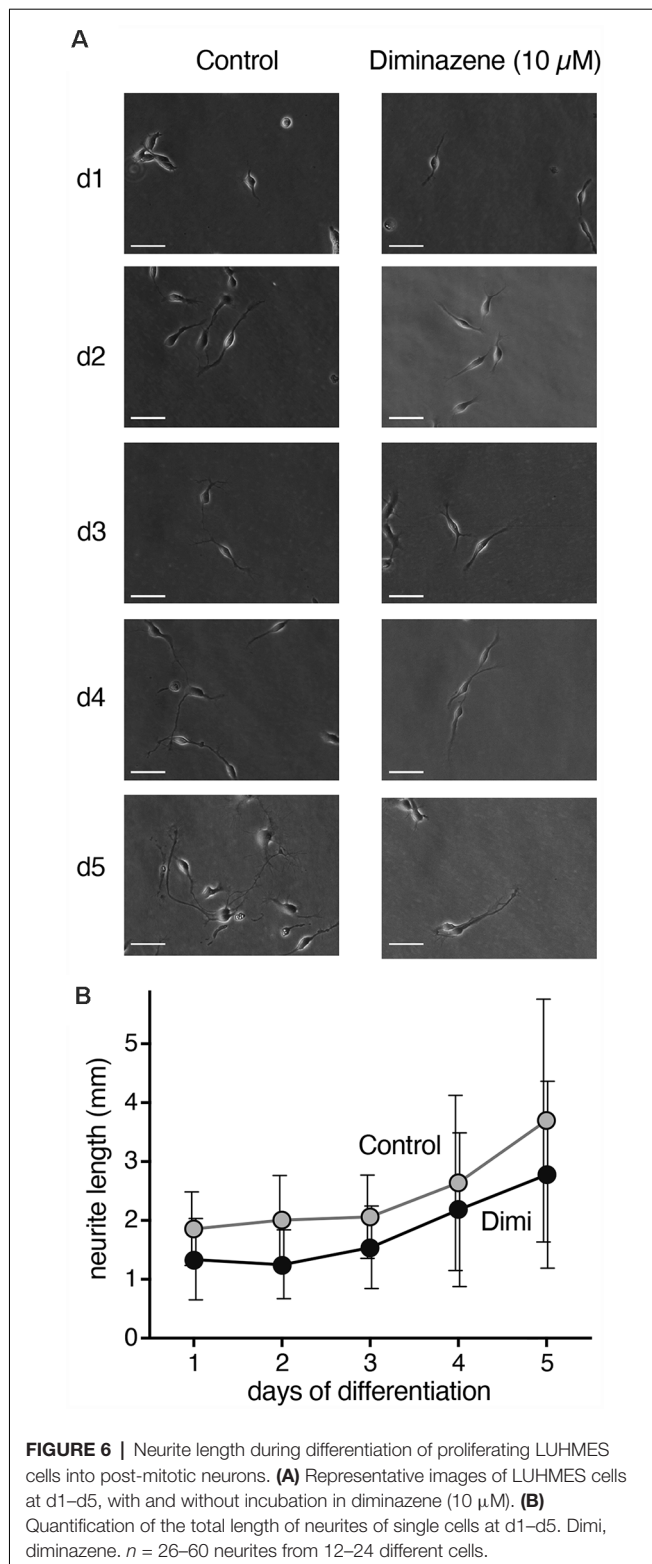 A
Control Diminazene (10 µM)
d1
d2
d3
d4
d5
B
neurite length (mm)
5
4
3
2
1
0
Control
Dimi
1 2 3 4 5
days of differentiation
FIGURE 6 | Neurite length during differentiation of proliferating LUHMES
cells into post-mitotic neurons. (A) Representative images of LUHMES cells
at d1–d5, with and without incubation in diminazene (10 µM). (B)
Quantification of the total length of neurites of single cells at d1–d5. Dimi,
diminazene. n = 26–60 neurites from 12–24 different cells.